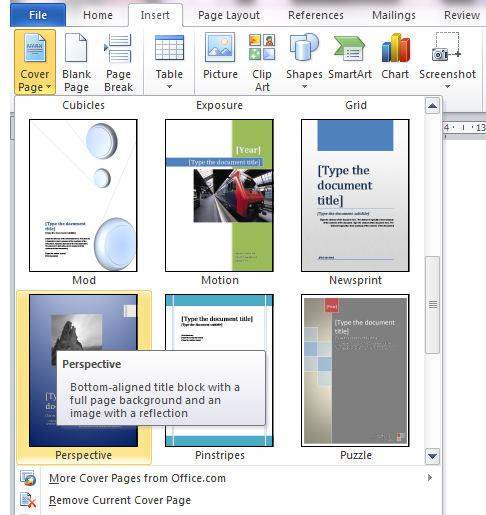 File Home Insert Page Layout References Mailings Review
Cover Page Blank Page Page Break Table Picture Clip Art Shapes SmartArt Chart Screenshot
Cubicles Exposure Grid
4 1 13
[Type the document title]
Mod
[Year]
[Type the document title]
Motion
[Type the document title]
[Type the document subtitle]
Newsprint
Perspective
Bottom-aligned title block with a full page background and an image with a reflection
Perspective
[Type the document title]
Pinstripes
[Year]
[Type the document title]
Puzzle
More Cover Pages from Office.com
Remove Current Cover Page